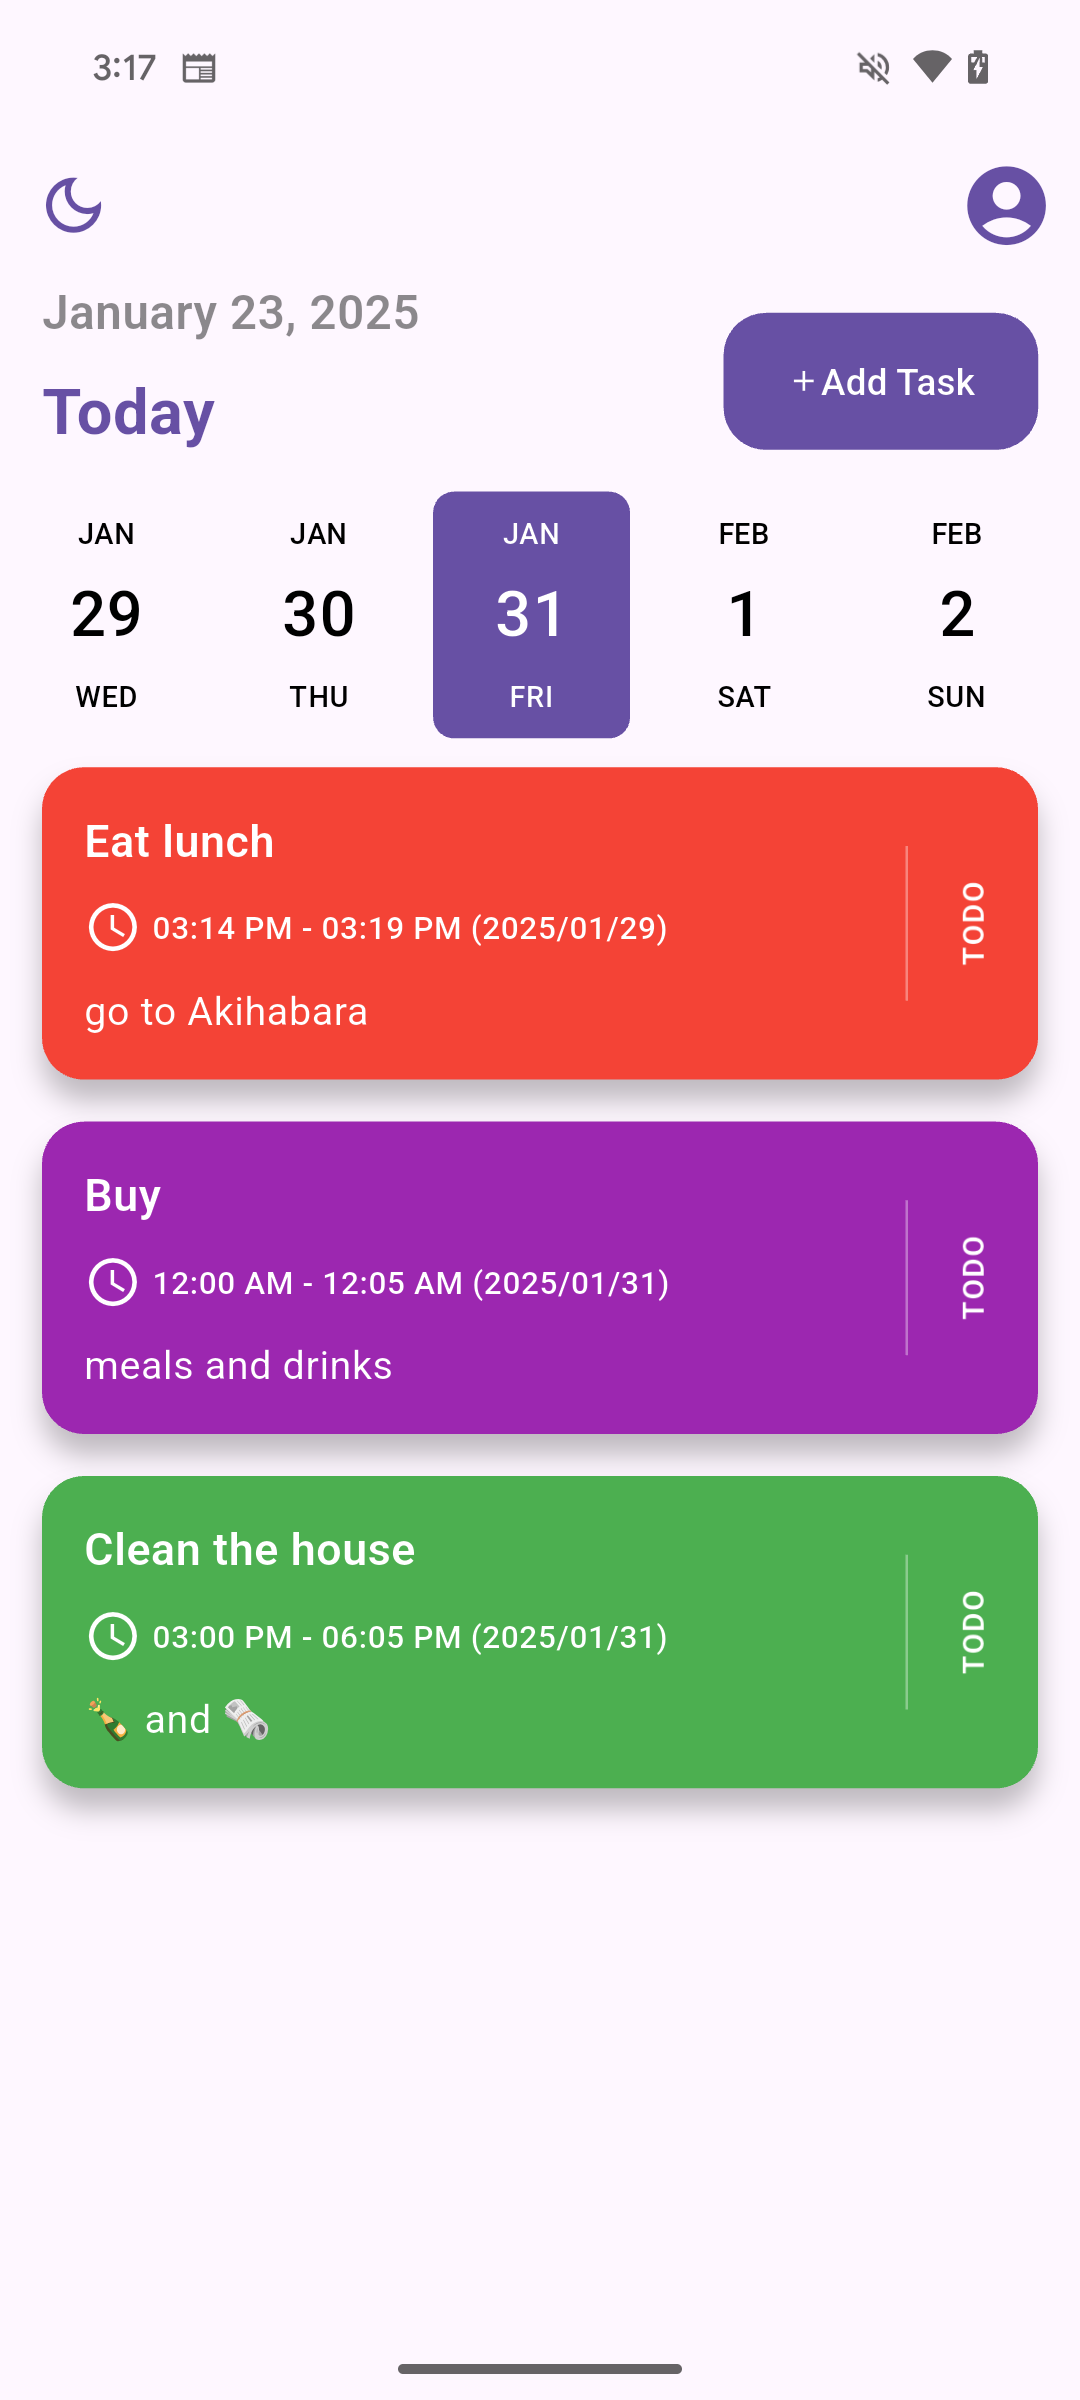 3:17
January 23, 2025
Today
+ Add Task
JAN JAN JAN FEB FEB
29 30 31 1 2
WED THU FRI SAT SUN
Eat lunch
03:14 PM - 03:19 PM (2025/01/29)
go to Akihabara
TODO
Buy
12:00 AM - 12:05 AM (2025/01/31)
meals and drinks
TODO
Clean the house
03:00 PM - 06:05 PM (2025/01/31)
🍾 and 🗞️
TODO